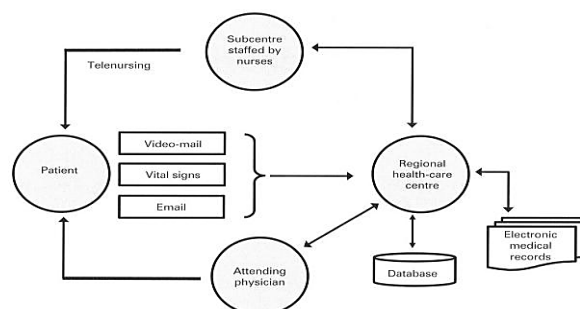 Subcentre
staffed by
nurses
Telenursing
Patient
Video-mail
Vital signs
Email
Regional
health-care
centre
Attending
physician
Database
Electronic
medical
records